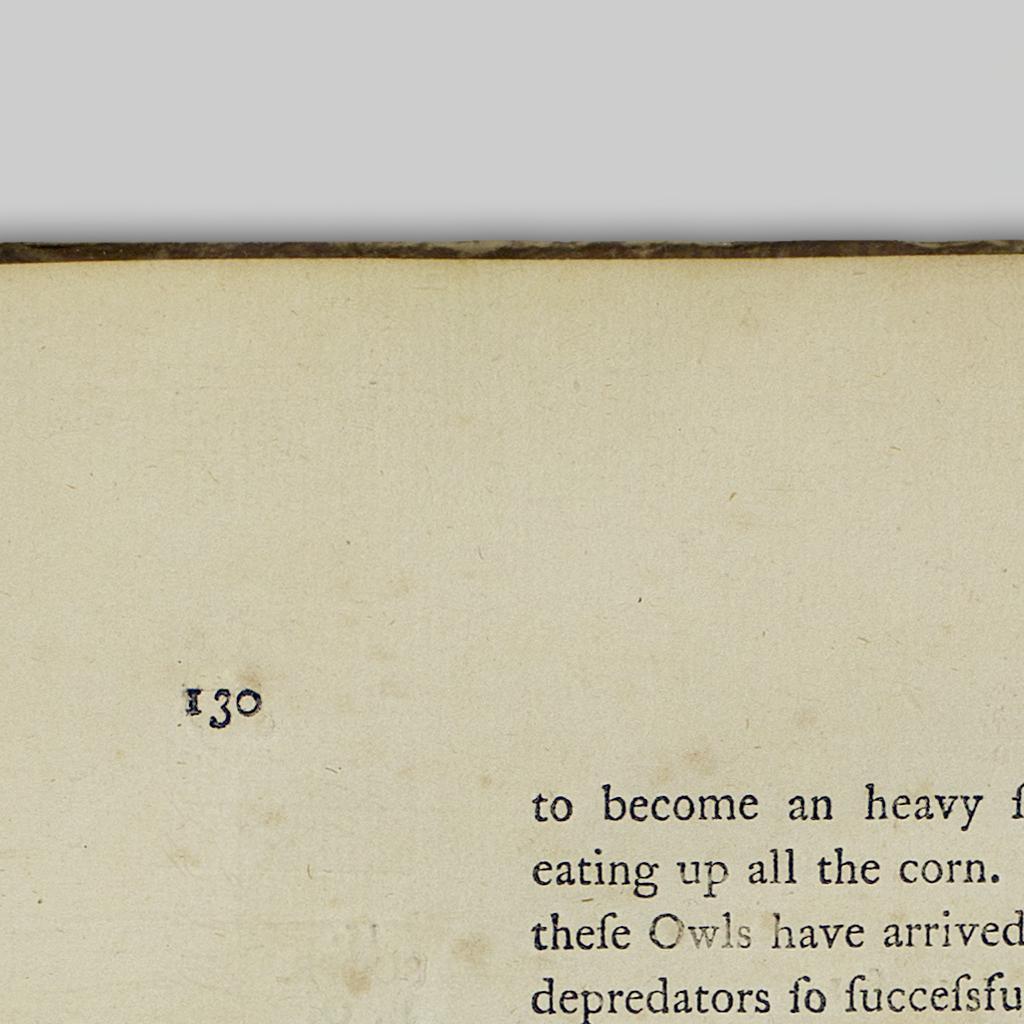 130
to become an heavy
eating up all the corn.
theſe Owls have arrived
depredators ſo ſucceſsfu